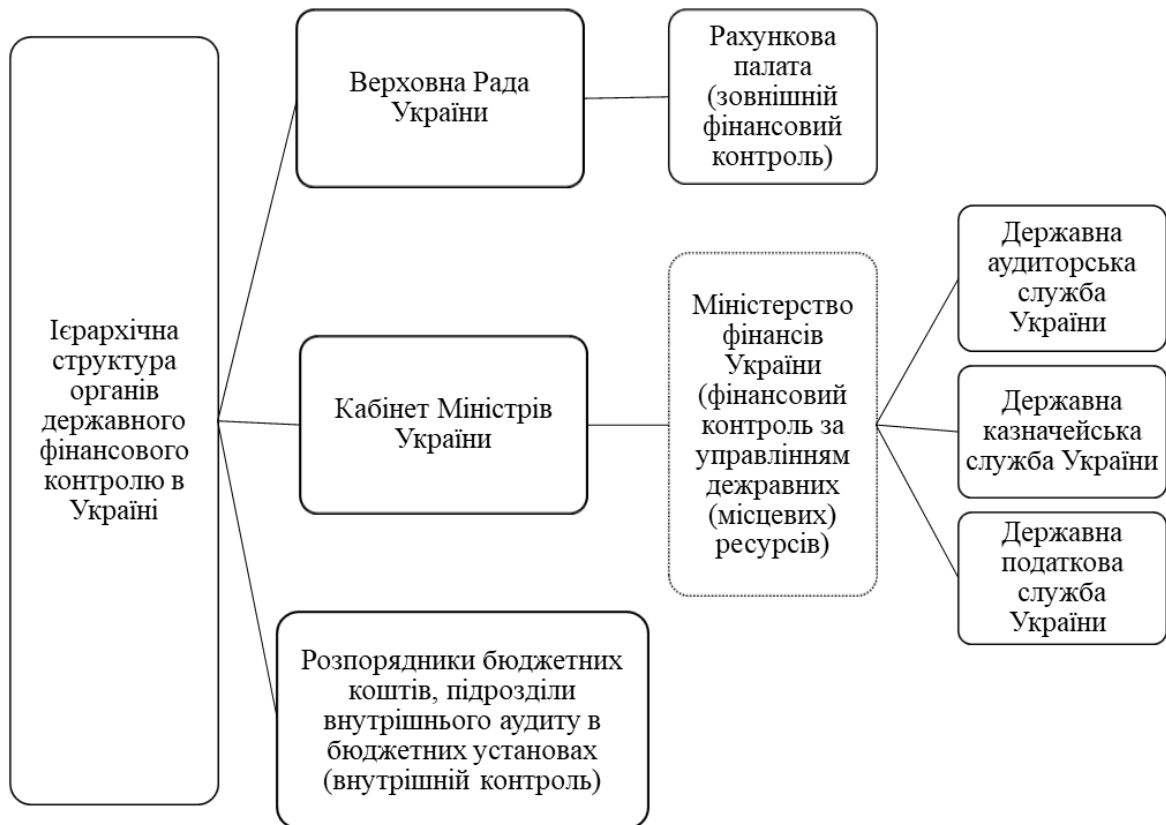 Ієрархічна
структура
органів
державного
фінансового
контролю в
Україні
Верховна Рада
України
Рахункова
палата
(зовнішній
фінансовий
контроль)
Кабінет Міністрів
України
Міністерство
фінансів
України
(фінансовий
контроль за
управлінням
дежравних
(місцевих)
ресурсів)
Державна
аудиторська
служба
України
Державна
казначейська
служба України
Державна
податкова
служба
України
Розпорядники бюджетних
коштів, підрозділи
внутрішнього аудиту в
бюджетних установах
(внутрішній контроль)